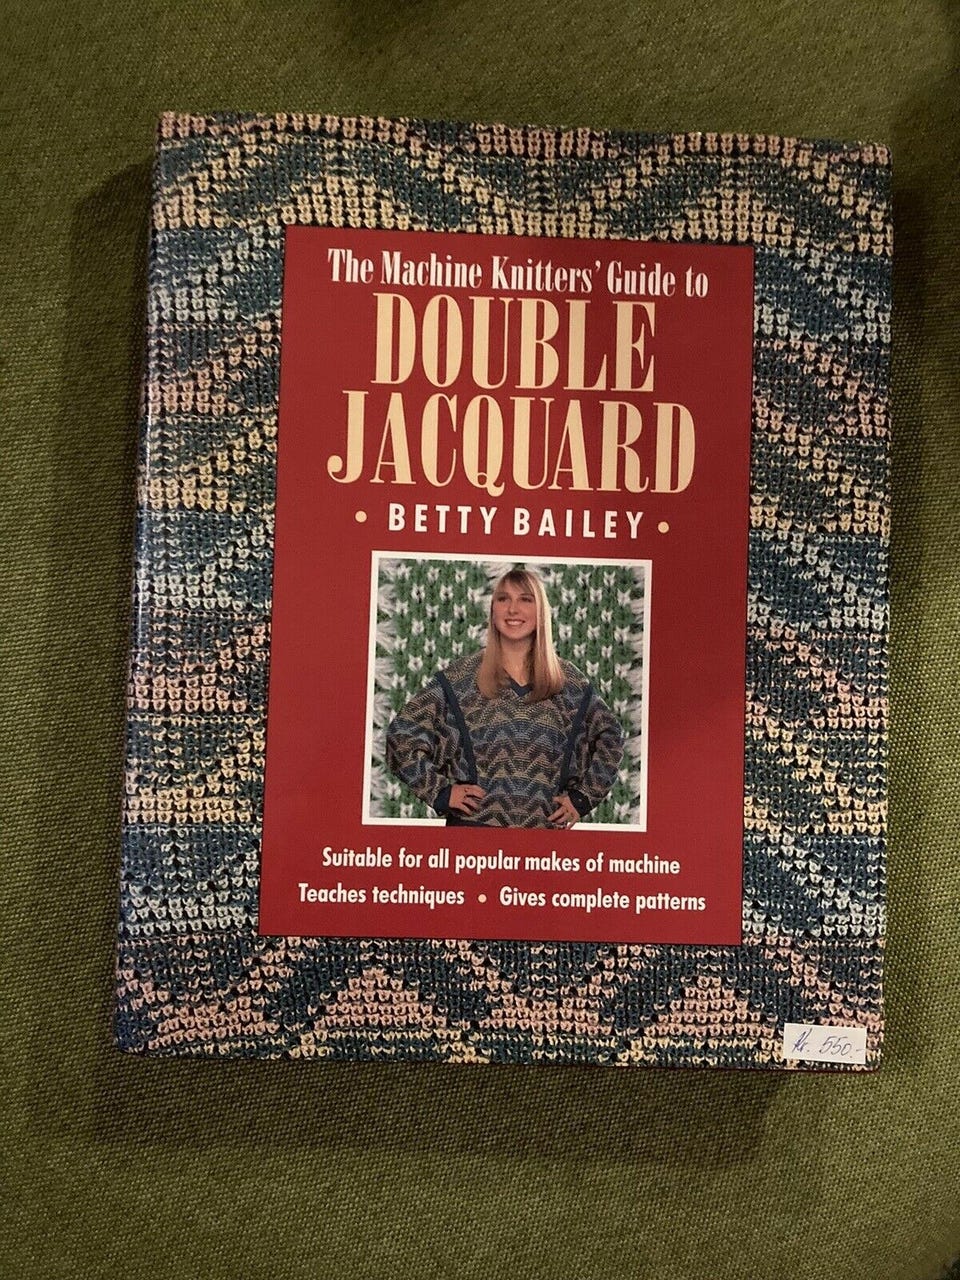 The Machine Knitters' Guide to
DOUBLE
JACQUARD
• BETTY BAILEY •
Suitable for all popular makes of machine
Teaches techniques • Gives complete patterns
kr. 550.-